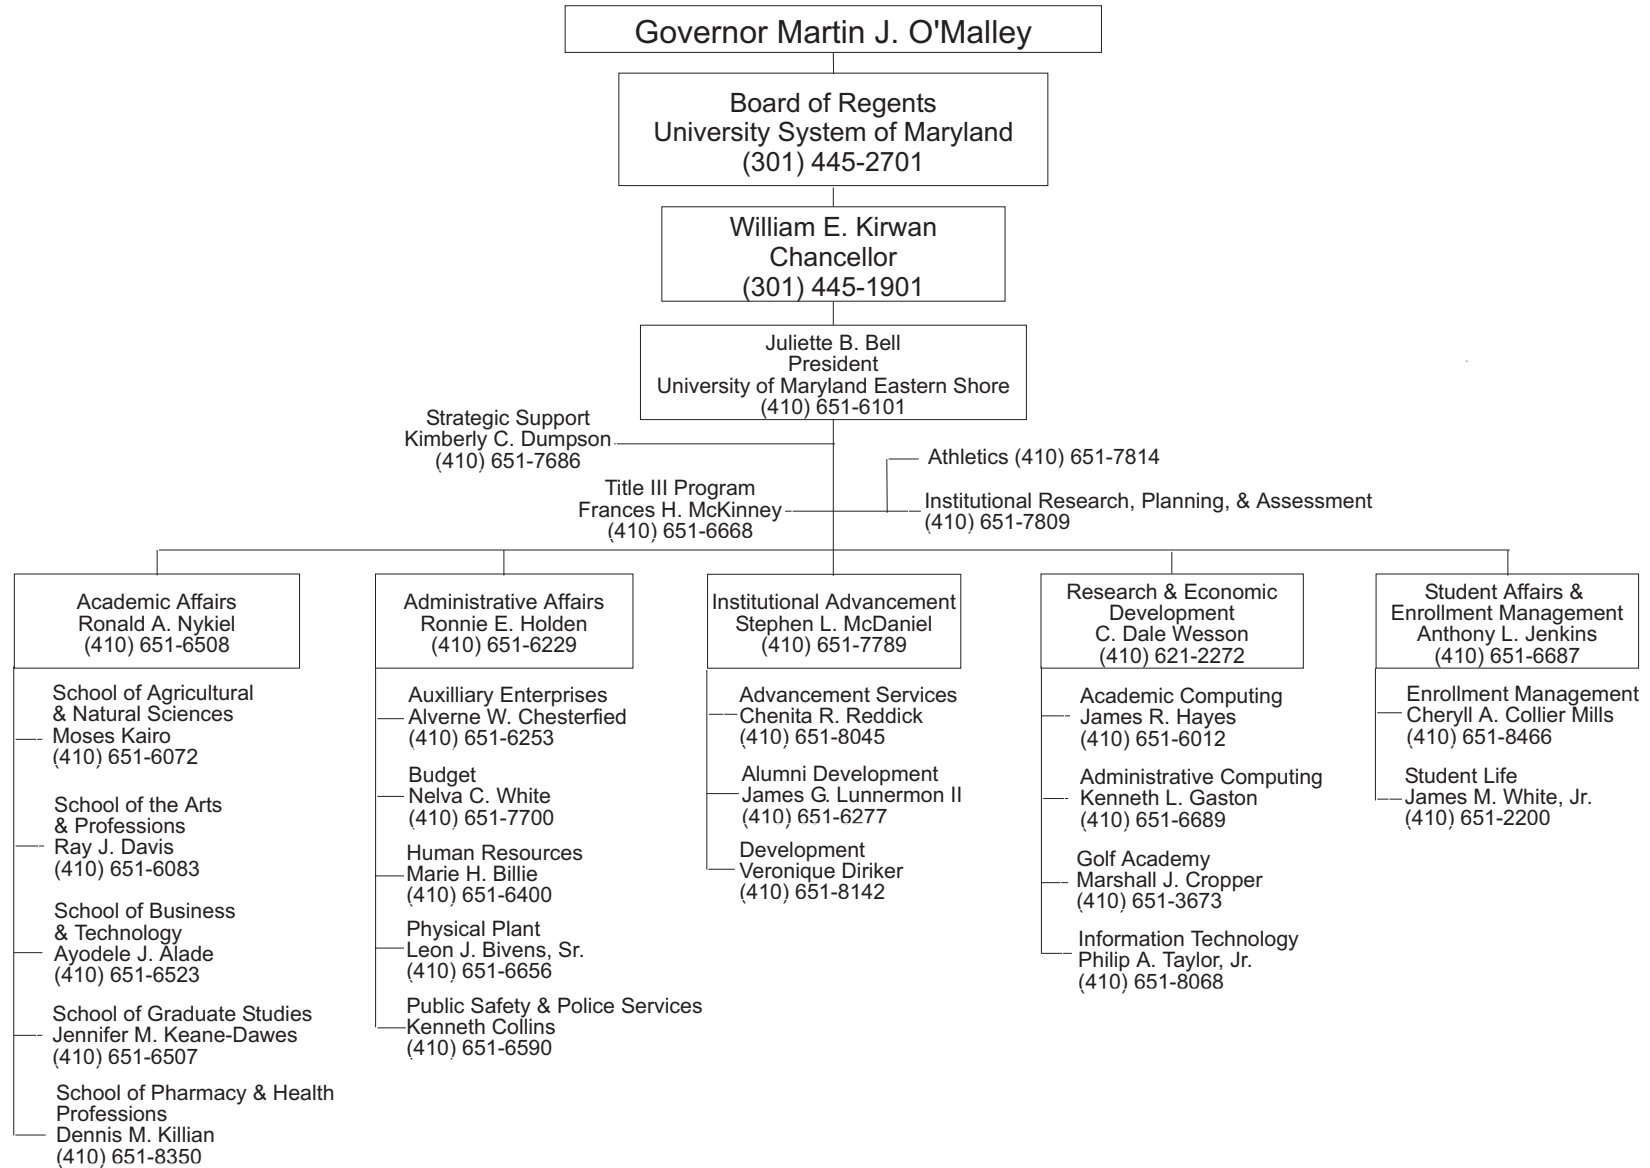 Governor Martin J. O'Malley
Board of Regents
University System of Maryland
(301) 445-2701
William E. Kirwan
Chancellor
(301) 445-1901
Juliette B. Bell
President
University of Maryland Eastern Shore
(410) 651-6101
Strategic Support
Kimberly C. Dumpson
(410) 651-7686
Athletics (410) 651-7814
Title III Program
Frances H. McKinney
(410) 651-6668
Institutional Research, Planning, & Assessment
(410) 651-7809
Academic Affairs
Ronald A. Nykiel
(410) 651-6508
School of Agricultural
& Natural Sciences
Moses Kairo
(410) 651-6072
School of the Arts
& Professions
Ray J. Davis
(410) 651-6083
School of Business
& Technology
Ayodele J. Alade
(410) 651-6523
School of Graduate Studies
Jennifer M. Keane-Dawes
(410) 651-6507
School of Pharmacy & Health
Professions
Dennis M. Killian
(410) 651-8350
Administrative Affairs
Ronnie E. Holden
(410) 651-6229
Auxilliary Enterprises
Alverne W. Chesterfied
(410) 651-6253
Budget
Nelva C. White
(410) 651-7700
Human Resources
Marie H. Billie
(410) 651-6400
Physical Plant
Leon J. Bivens, Sr.
(410) 651-6656
Public Safety & Police Services
Kenneth Collins
(410) 651-6590
Institutional Advancement
Stephen L. McDaniel
(410) 651-7789
Advancement Services
Chenita R. Reddick
(410) 651-8045
Alumni Development
James G. Lunnermon II
(410) 651-6277
Development
Veronique Diriker
(410) 651-8142
Research & Economic
Development
C. Dale Wesson
(410) 621-2272
Academic Computing
James R. Hayes
(410) 651-6012
Administrative Computing
Kenneth L. Gaston
(410) 651-6689
Golf Academy
Marshall J. Cropper
(410) 651-3673
Information Technology
Philip A. Taylor, Jr.
(410) 651-8068
Student Affairs &
Enrollment Management
Anthony L. Jenkins
(410) 651-6687
Enrollment Management
Cheryll A. Collier Mills
(410) 651-8466
Student Life
James M. White, Jr.
(410) 651-2200